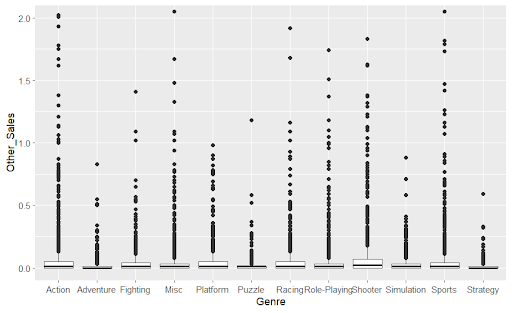 Other_Sales
2.0
1.5
1.0
0.5
0.0
Action Adventure Fighting Misc Platform Puzzle Racing Role-Playing Shooter Simulation Sports Strategy
Genre